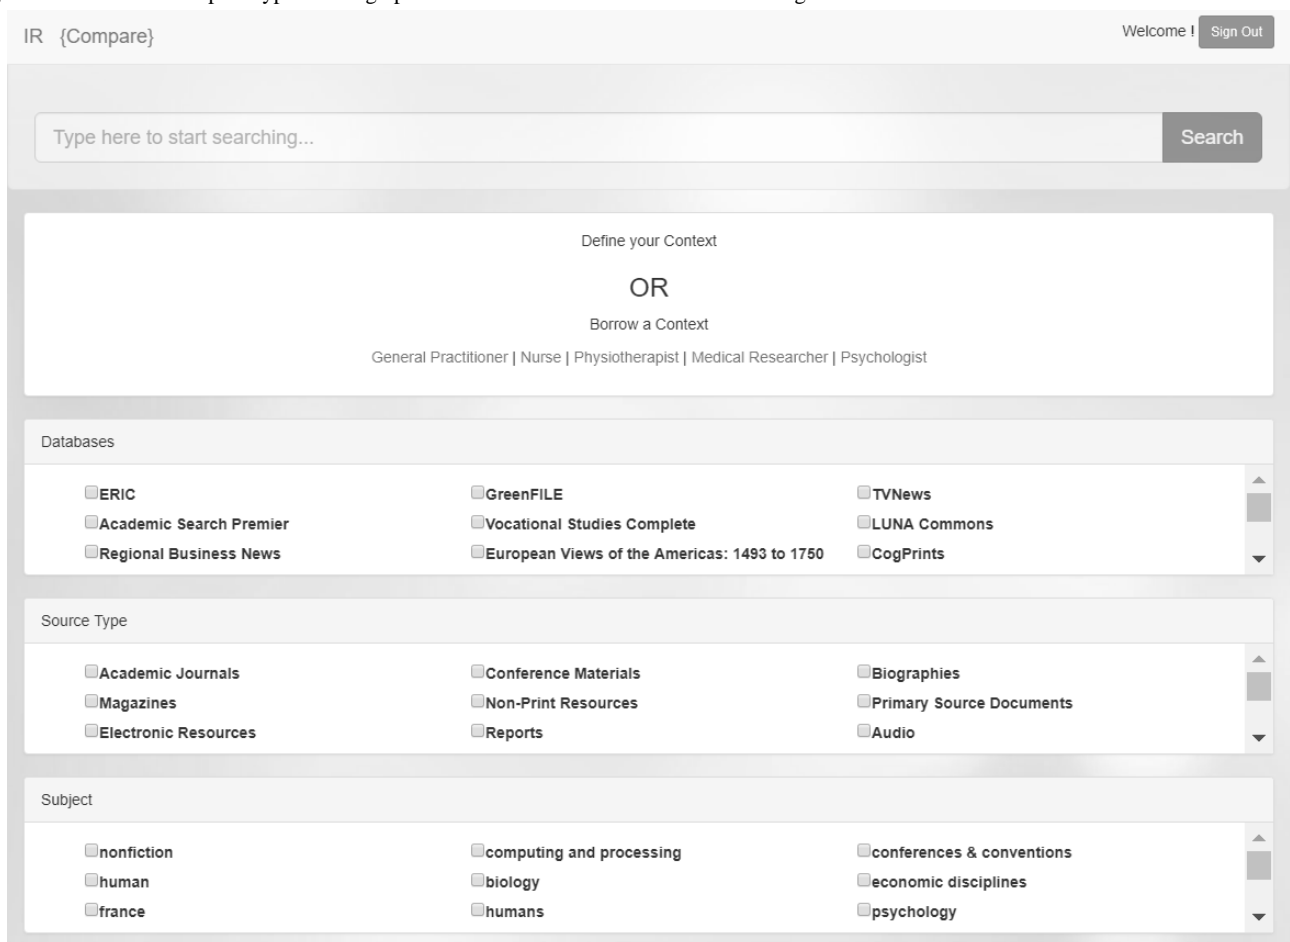 IR {Compare}
Welcome ! Sign Out
Type here to start searching...
Search
Define your Context
OR
Borrow a Context
General Practitioner | Nurse | Physiotherapist | Medical Researcher | Psychologist
Databases
ERIC GreenFILE TVNews
Academic Search Premier Vocational Studies Complete LUNA Commons
Regional Business News European Views of the Americas: 1493 to 1750 CogPrints
Source Type
Academic Journals Conference Materials Biographies
Magazines Non-Print Resources Primary Source Documents
Electronic Resources Reports Audio
Subject
nonfiction computing and processing conferences & conventions
human biology economic disciplines
france humans psychology